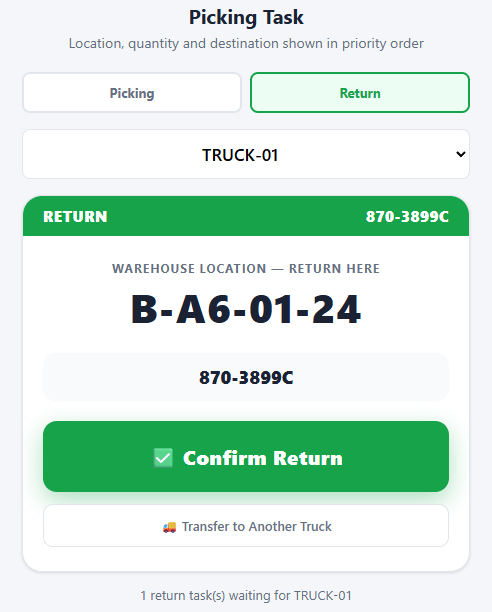 Picking Task
Location, quantity and destination shown in priority order
Picking
Return
TRUCK-01
RETURN
870-3899C
WAREHOUSE LOCATION — RETURN HERE
B-A6-01-24
870-3899C
✅ Confirm Return
🚚 Transfer to Another Truck
1 return task(s) waiting for TRUCK-01